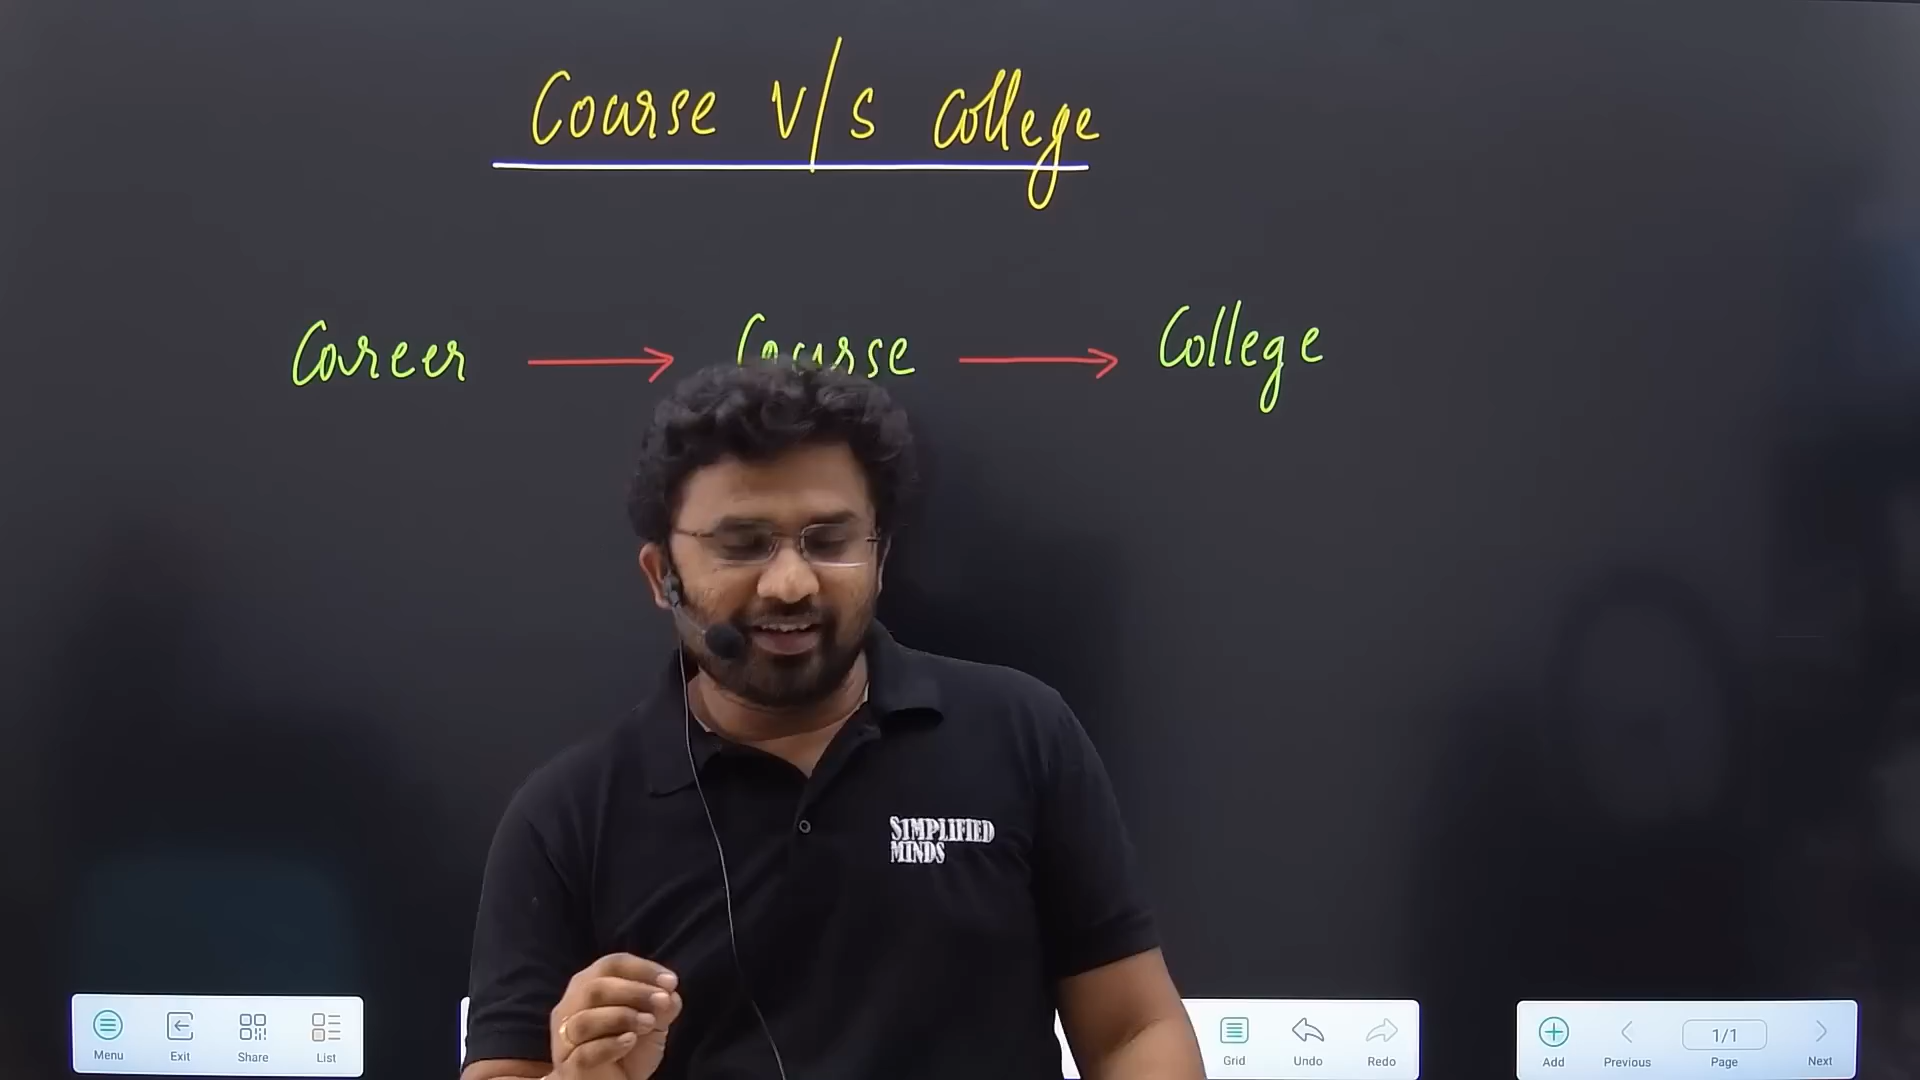 Course v/s College
Career → Course → College
SIMPLIFIED
MINDS
Menu Exit Share List Grid Undo Redo Add Previous 1/1 Page Next